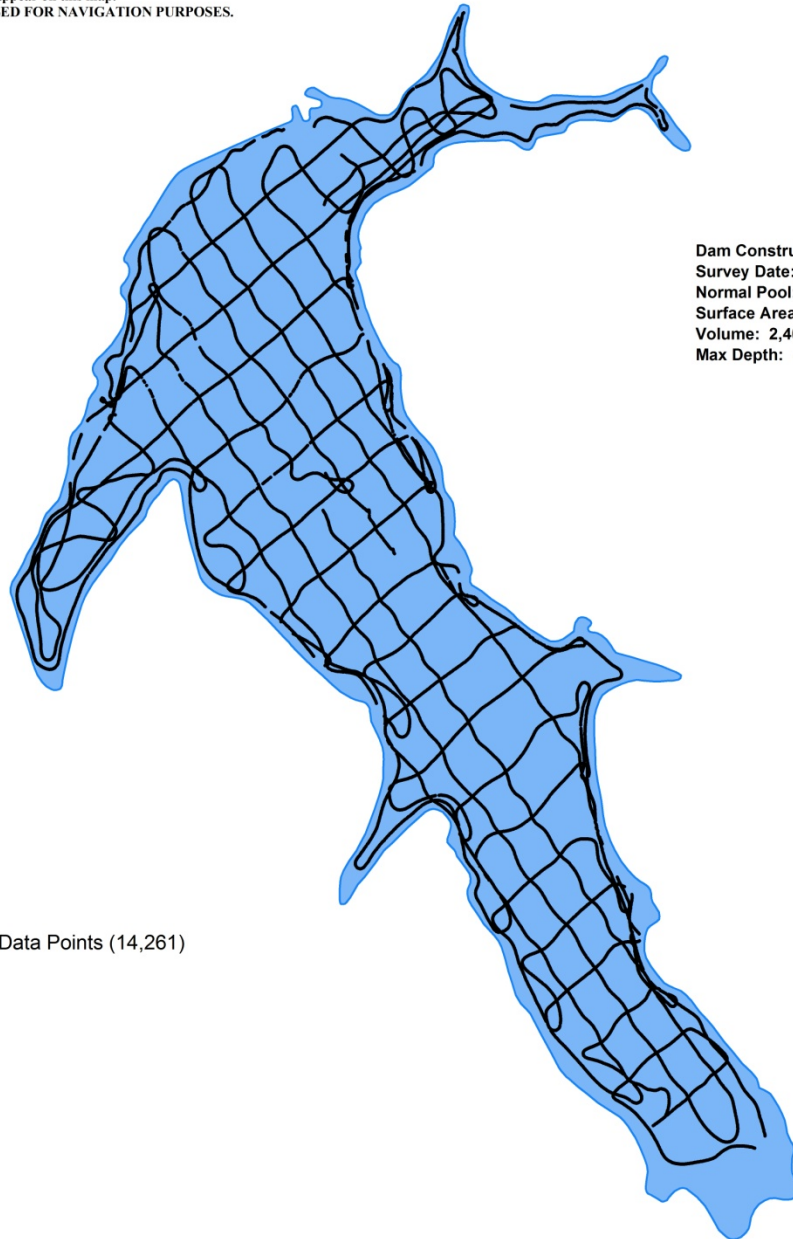 ED FOR NAVIGATION PURPOSES.
Dam Constru
Survey Date:
Normal Pool
Surface Area
Volume: 2,4
Max Depth:
Data Points (14,261)